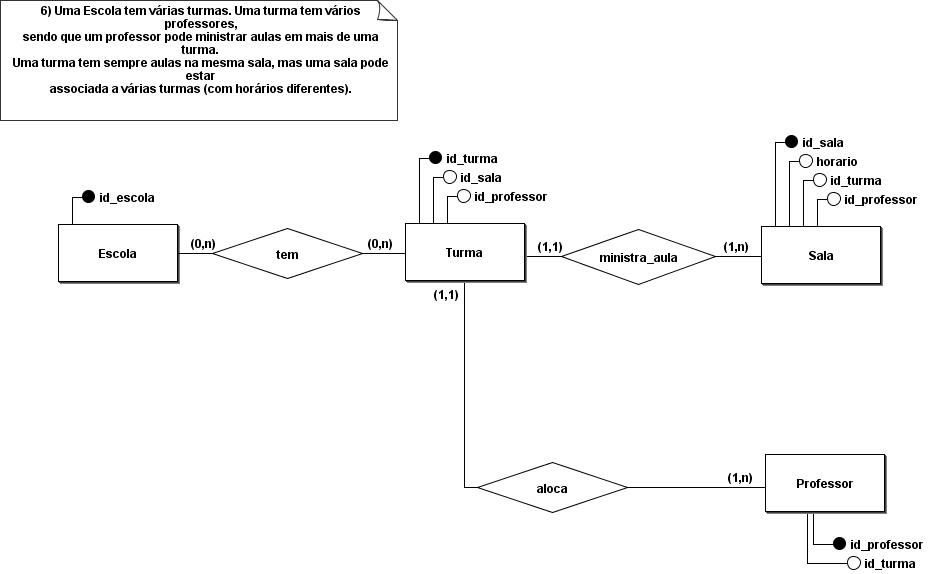 6) Uma Escola tem várias turmas. Uma turma tem vários
professores,
sendo que um professor pode ministrar aulas em mais de uma
turma.
Uma turma tem sempre aulas na mesma sala, mas uma sala pode
estar
associada a várias turmas (com horários diferentes).
id_sala
id_turma
horario
id_sala
id_turma
id_escola
id_professor
id_professor
Escola
(0,n)
tem
(0,n)
Turma
(1,1)
ministra_aula
(1,n)
Sala
(1,1)
aloca
(1,n)
Professor
id_professor
id_turma